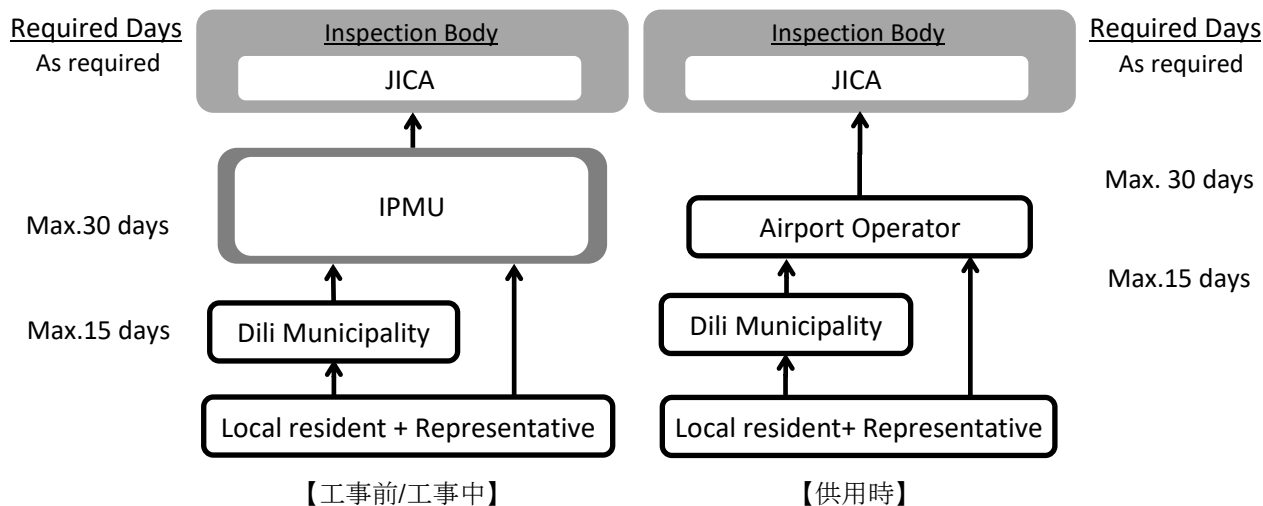 Required Days
As required
Inspection Body
JICA
IPMU
Max.30 days
Max.15 days
Dili Municipality
Local resident + Representative
【工事前/工事中】
Inspection Body
JICA
Required Days
As required
Max. 30 days
Airport Operator
Max.15 days
Dili Municipality
Local resident+ Representative
【供用時】